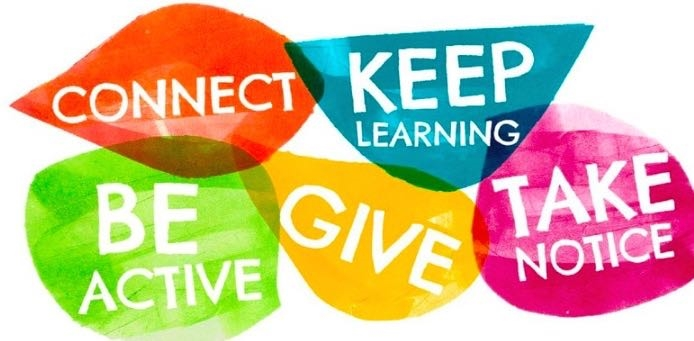 CONNECT
KEEP
LEARNING
BE
ACTIVE
GIVE
TAKE
NOTICE